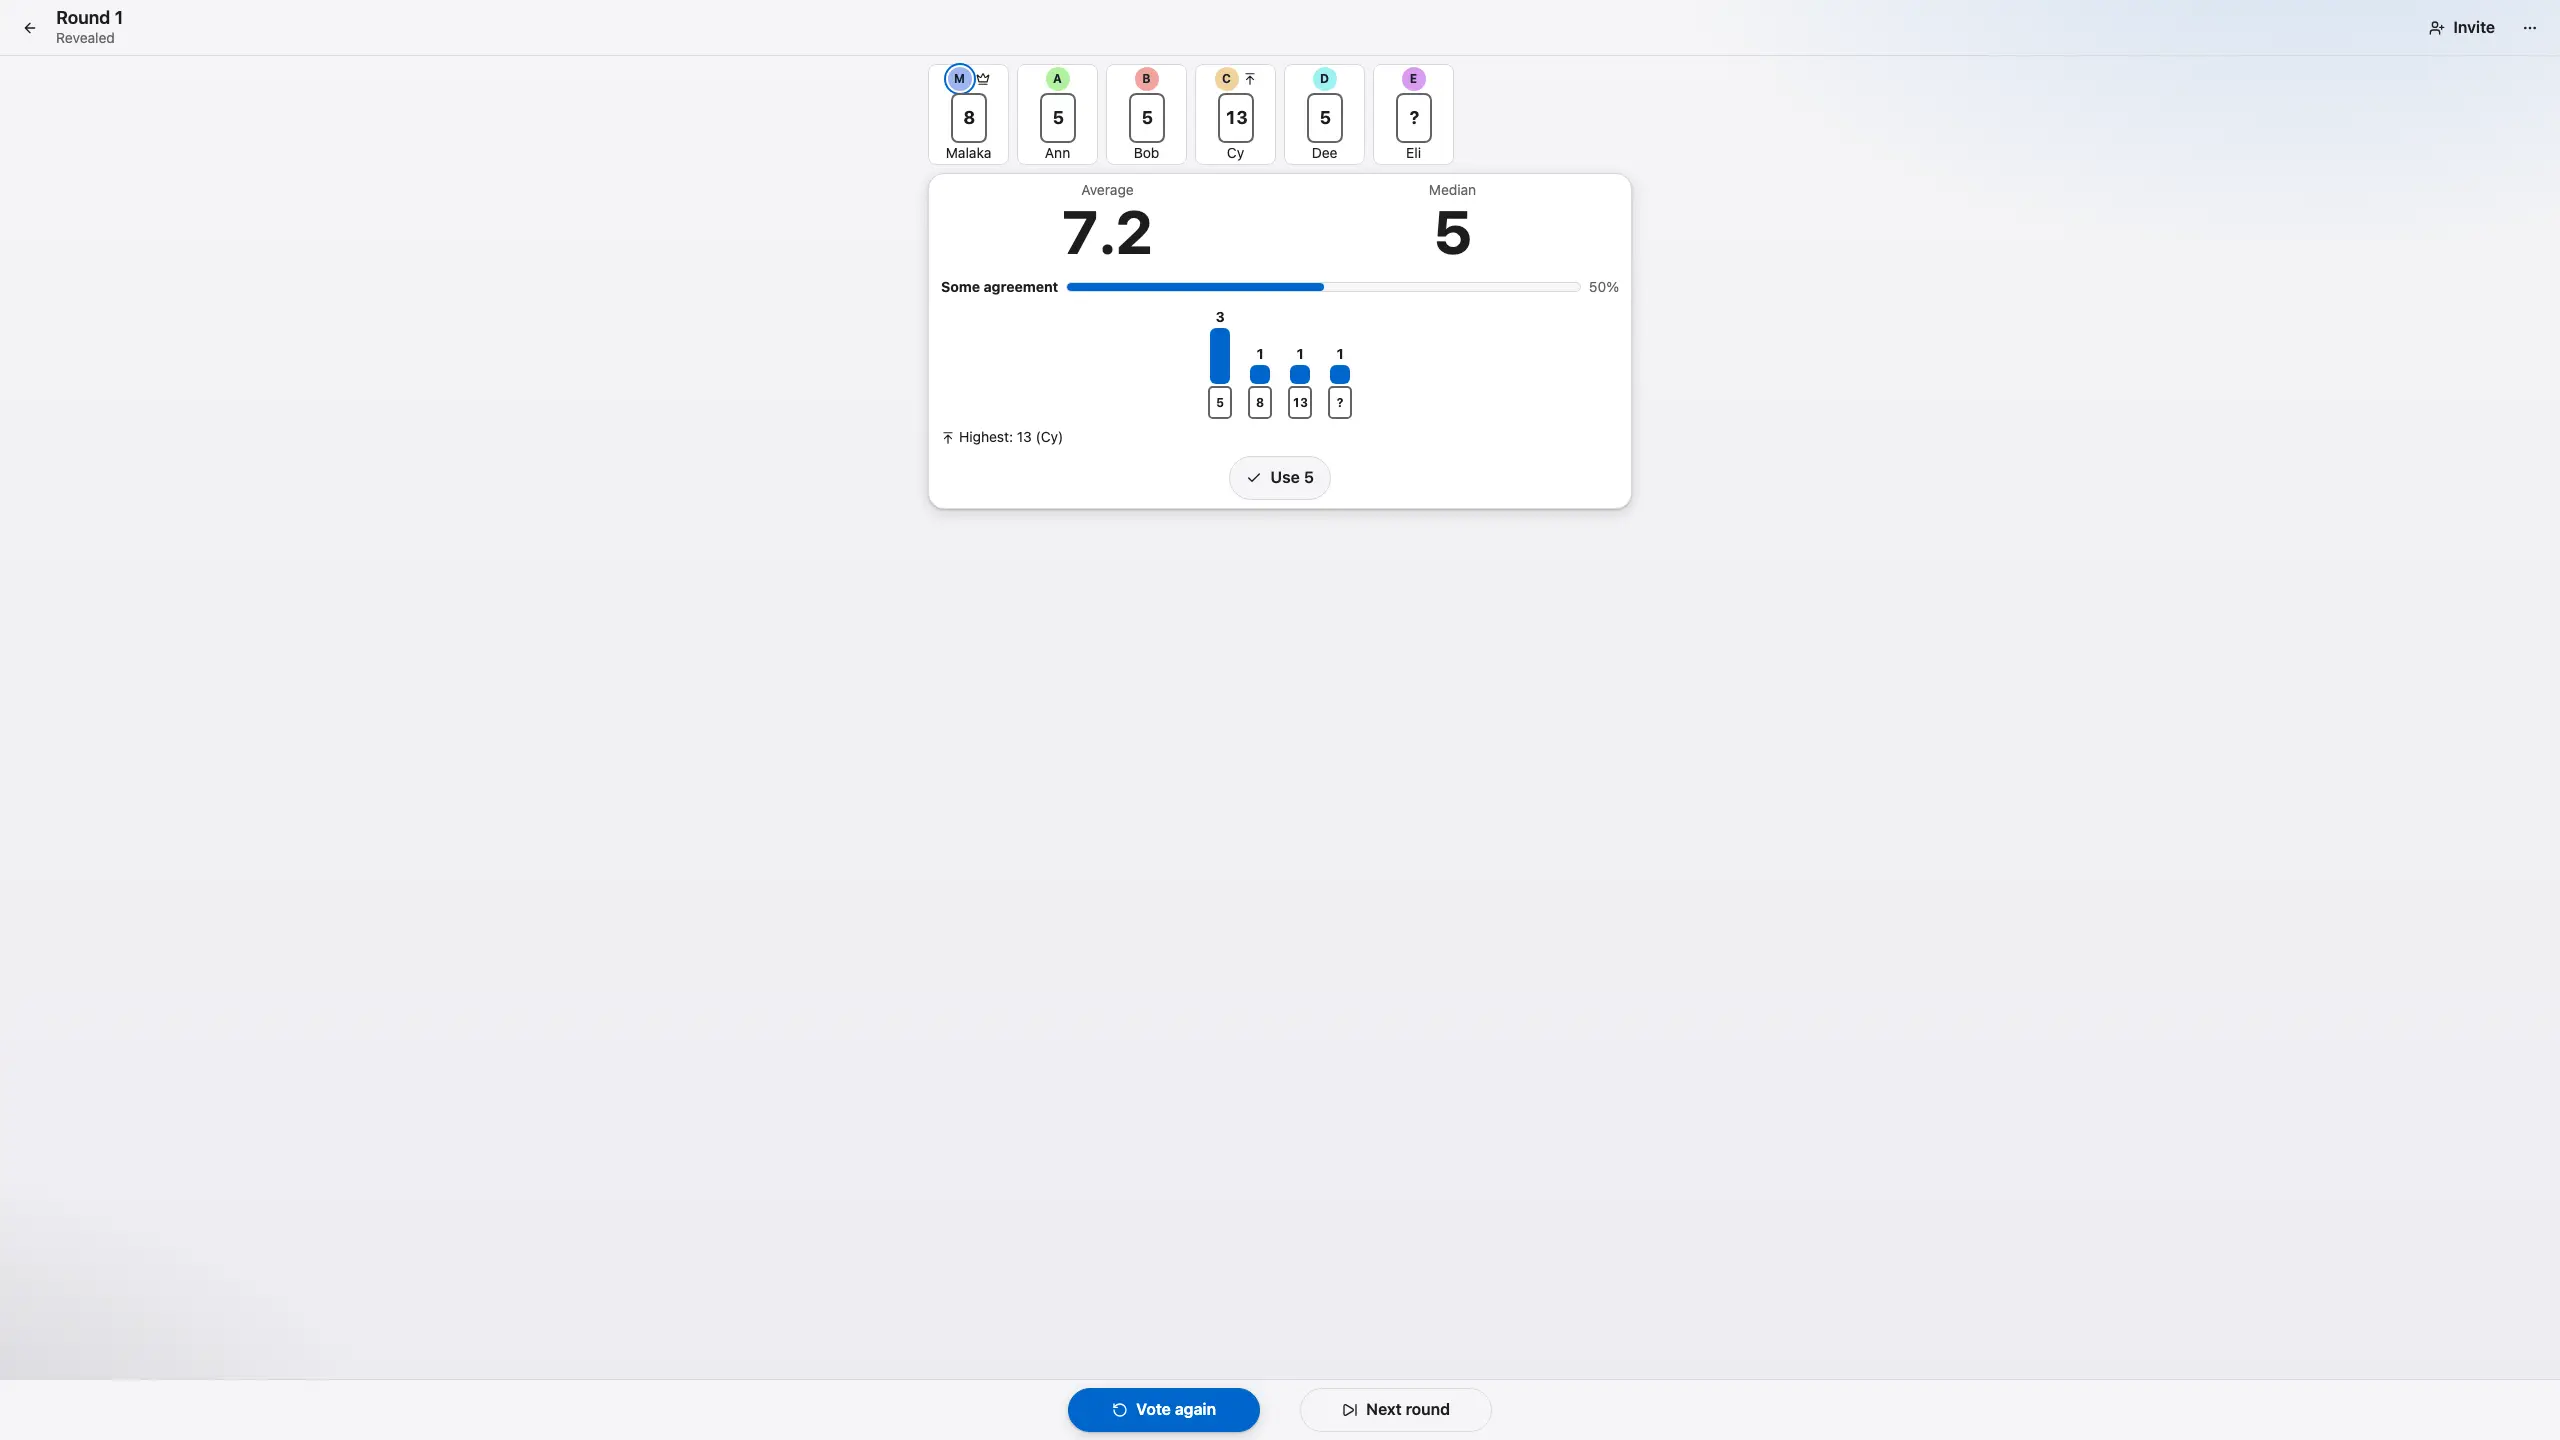 Round 1
Revealed
Invite
M
8
Malaka
A
5
Ann
B
5
Bob
C
13
Cy
D
5
Dee
E
?
Eli
Average
7.2
Median
5
Some agreement
50%
3
1
1
1
5
8
13
?
Highest: 13 (Cy)
Use 5
Vote again
Next round